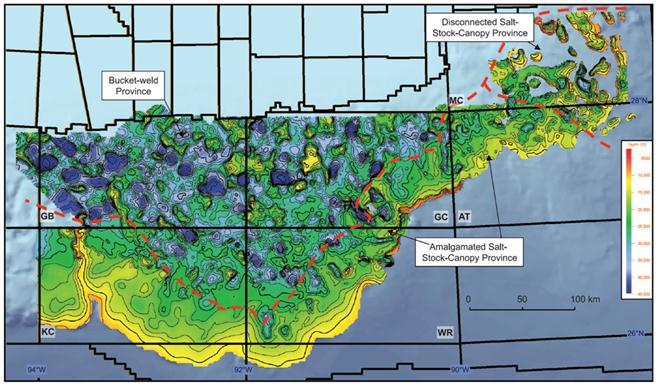 Disconnected Salt-
Stock-Canopy Province
Bucket-weld
Province
MC
28°N
GB
GC
AT
Amalgamated Salt-
Stock-Canopy Province
0
50
100 km
KC
WR
26°N
94°W
92°W
90°W